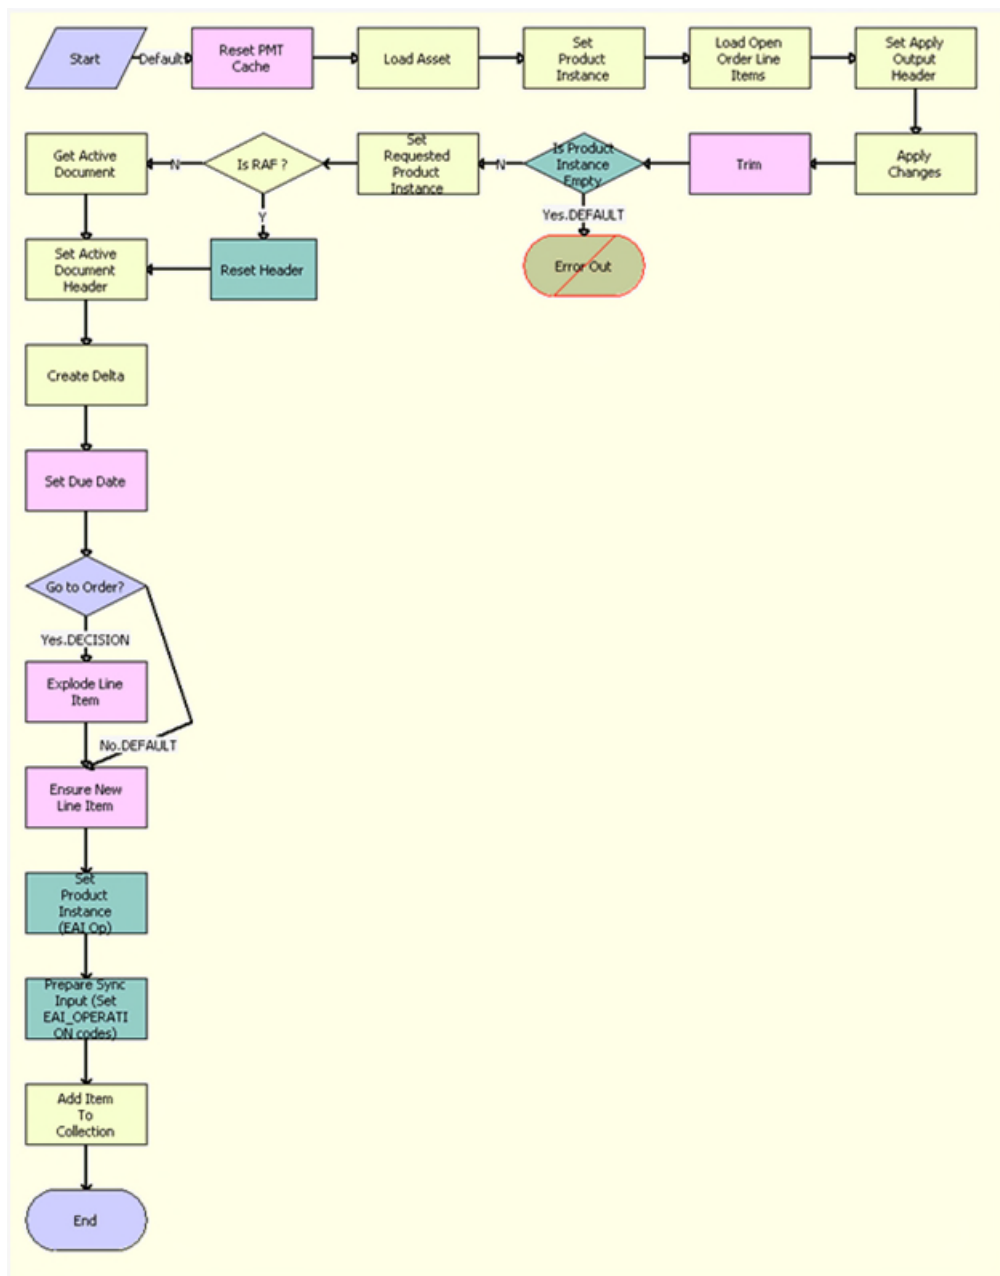 Start
Default
Reset PMT
Cache
Load Asset
Set
Product
Instance
Load Open
Order Line
Items
Set Apply
Output
Header
Get Active
Document
N
Is RAF ?
Set
Requested
Product
Instance
N
Is Product
Instance
Empty
Trim
Apply
Changes
Y
Yes.DEFAULT
Set Active
Document
Header
Reset Header
Error Out
Create Delta
Set Due Date
Go to Order?
Yes.DECISION
Explode Line
Item
No.DEFAULT
Ensure New
Line Item
Set
Product
Instance
(EAI Op)
Prepare Sync
Input (Set
EAI_OPERATI
ON codes)
Add Item
To
Collection
End